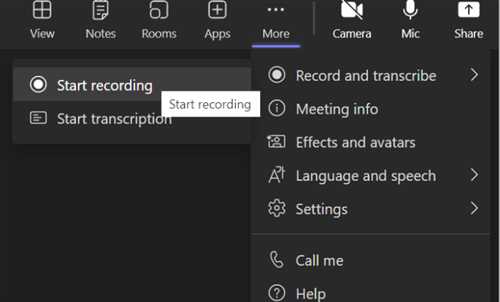 View
Notes
Rooms
Apps
More
Camera
Mic
Share
Start recording
Start recording
Start transcription
Record and transcribe
Meeting info
Effects and avatars
Language and speech
Settings
Call me
Help